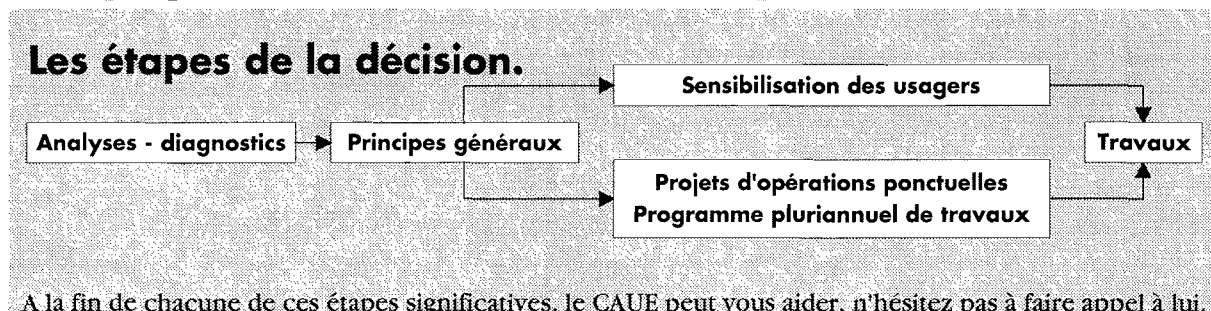 Les étapes de la décision.
Sensibilisation des usagers
Analyses - diagnostics
Principes généraux
Travaux
Projets d'opérations ponctuelles
Programme pluriannuel de travaux
A la fin de chacune de ces étapes significatives, le CAUE peut vous aider, n'hésitez pas à faire appel à lui.